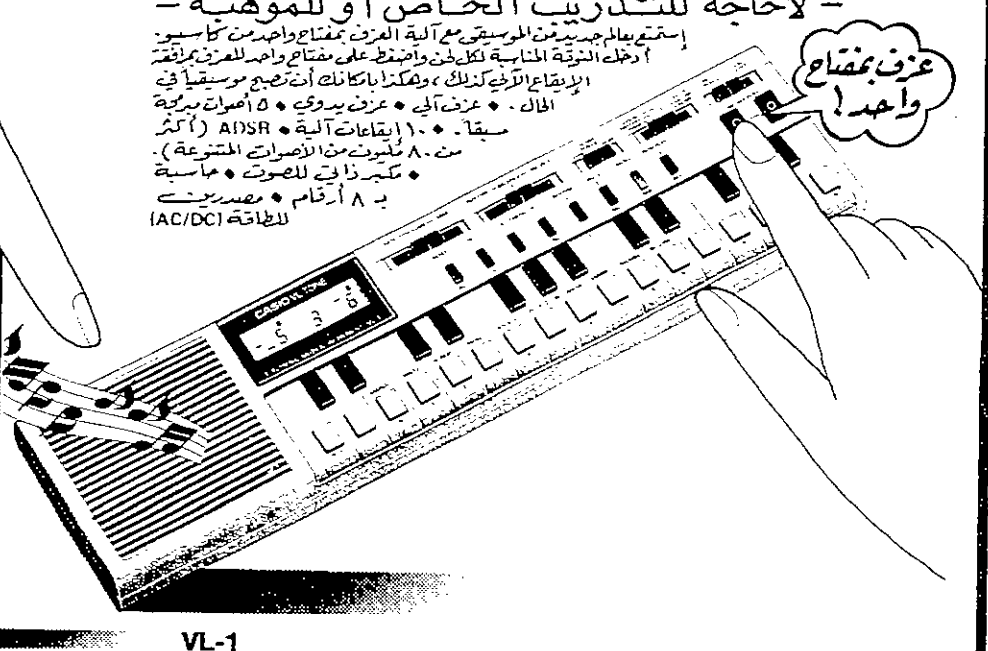 - لاحاجة للتدريب الخاص أو للموهبة -
إستمتع بعالم جديد من الموسيقى مع آلية العزف بمفتاح واحد من كاسيو.
أدخل النوتة المناسبة لكل لحن واضغط على مفتاح واحد للعزف بمرافقة
الإيقاع الآلي كذلك ، وهكذا بامكانك أن تصبح موسيقياً في
الحال . • عزف آلي • عزف يدوي • ٥ أصوات مبرمجة
مسبقاً . • ١٠ إيقاعات آلية • ADSR (أكثر
من ٨٠ مليون من الأصوات المتنوعة) .
• مكبر ذاتي للصوت • حاسبة
بـ ٨ أرقام • مصدرين
للطاقة (AC/DC)
عزف بمفتاح
واحد !
CASIO VL-TONE
VL-1